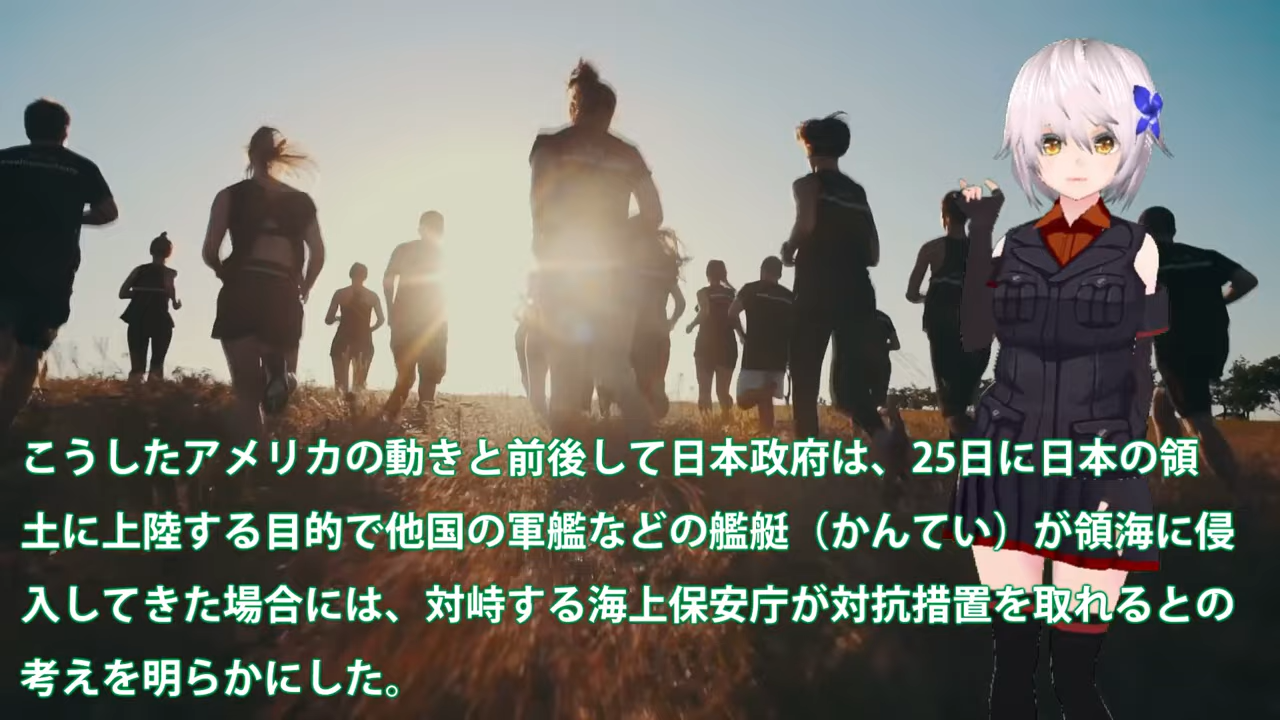 こうしたアメリカの動きと前後して日本政府は、25日に日本の領
土に上陸する目的で他国の軍艦などの艦艇（かんてい）が領海に侵
入してきた場合には、対峙する海上保安庁が対抗措置を取れるとの
考えを明らかにした。